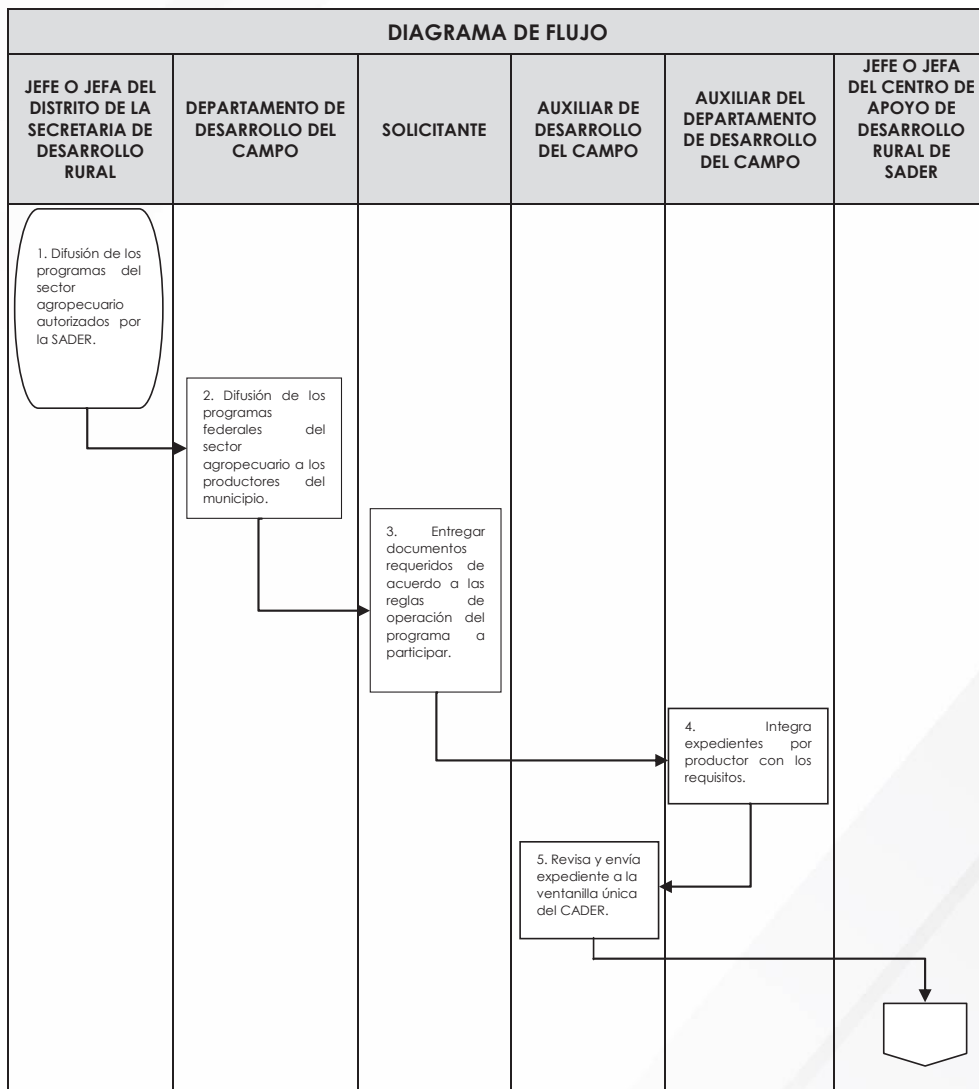 DIAGRAMA DE FLUJO
JEFE O JEFA DEL
DISTRITO DE LA
SECRETARIA DE
DESARROLLO
RURAL
DEPARTAMENTO DE
DESARROLLO DEL
CAMPO
SOLICITANTE
AUXILIAR DE
DESARROLLO
DEL CAMPO
AUXILIAR DEL
DEPARTAMENTO
DE DESARROLLO
DEL CAMPO
JEFE O JEFA
DEL CENTRO DE
APOYO DE
DESARROLLO
RURAL DE
SADER
1. Difusión de los
programas del
sector
agropecuario
autorizados por
la SADER.
2. Difusión de los
programas
federales del
sector
agropecuario a los
productores del
municipio.
3. Entregar
documentos
requeridos de
acuerdo a las
reglas de
operación del
programa a
participar.
4. Integra
expedientes por
productor con los
requisitos.
5. Revisa y envía
expediente a la
ventanilla única
del CADER.